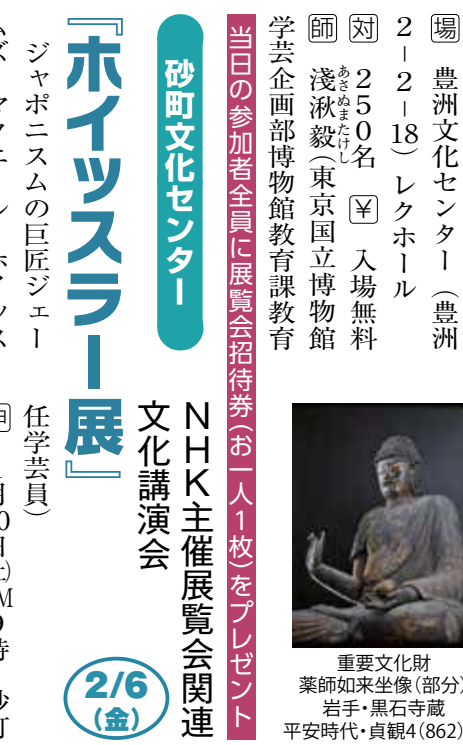 場 豊洲文化センター(豊洲
2-2-18)レクホール
対 250名 ¥ 入場無料
師 淺湫毅(東京国立博物館
あさぬまたけし
学芸企画部博物館教育課教育
重要文化財
薬師如来坐像(部分)
岩手・黒石寺蔵
平安時代・貞観4(862)
当日の参加者全員に展覧会招待券(お一人1枚)をプレゼント
砂町文化センター
NHK主催展覧会関連
文化講演会
『ホイッスラー展』
2/6
(金)
ジャポニスムの巨匠ジェー
任学芸員)